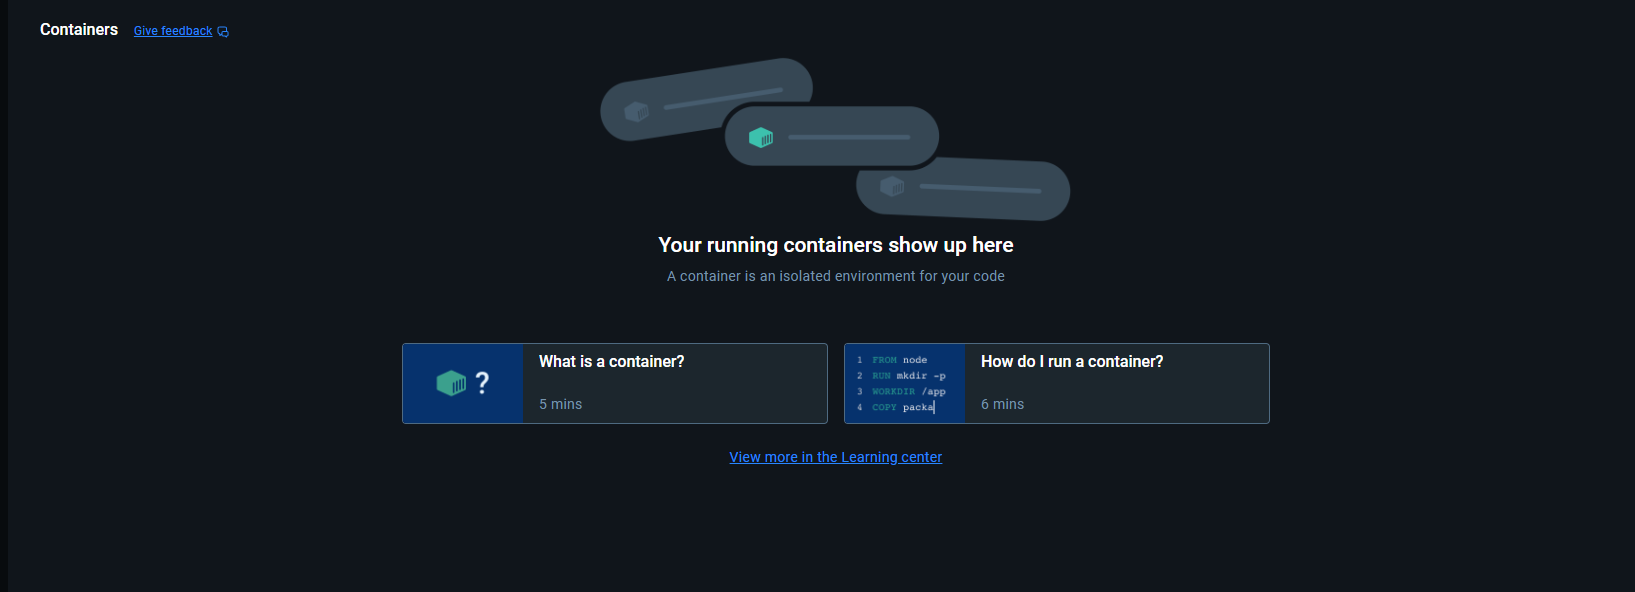 Containers Give feedback
Your running containers show up here
A container is an isolated environment for your code
?
What is a container?
5 mins
1 FROM node
2 RUN mkdir -p
3 WORKDIR /app
4 COPY packa
How do I run a container?
6 mins
View more in the Learning center